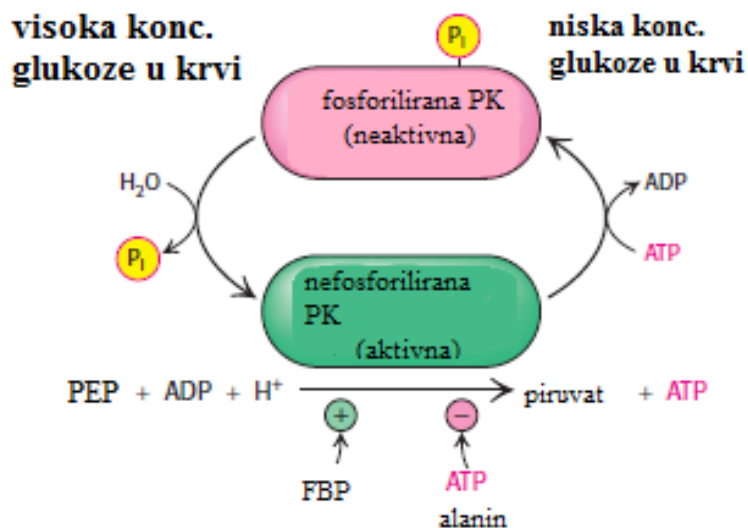 visoka konc.
glukoze u krvi
niska konc.
glukoze u krvi
Pᵢ
fosforilirana PK
(neaktivna)
H₂O
ADP
Pᵢ
ATP
nefosforilirana
PK
(aktivna)
PEP + ADP + H⁺
piruvat + ATP
+
−
FBP
ATP
alanin